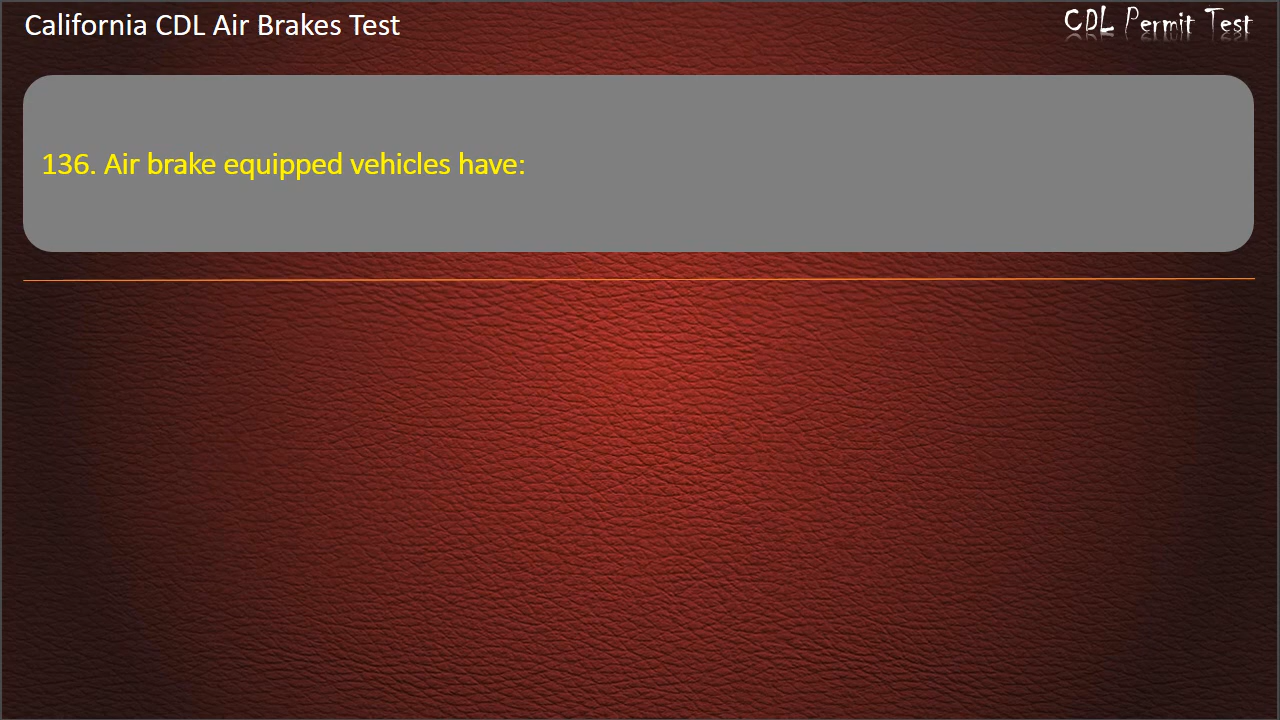 California CDL Air Brakes Test
CDL Permit Test
136. Air brake equipped vehicles have: